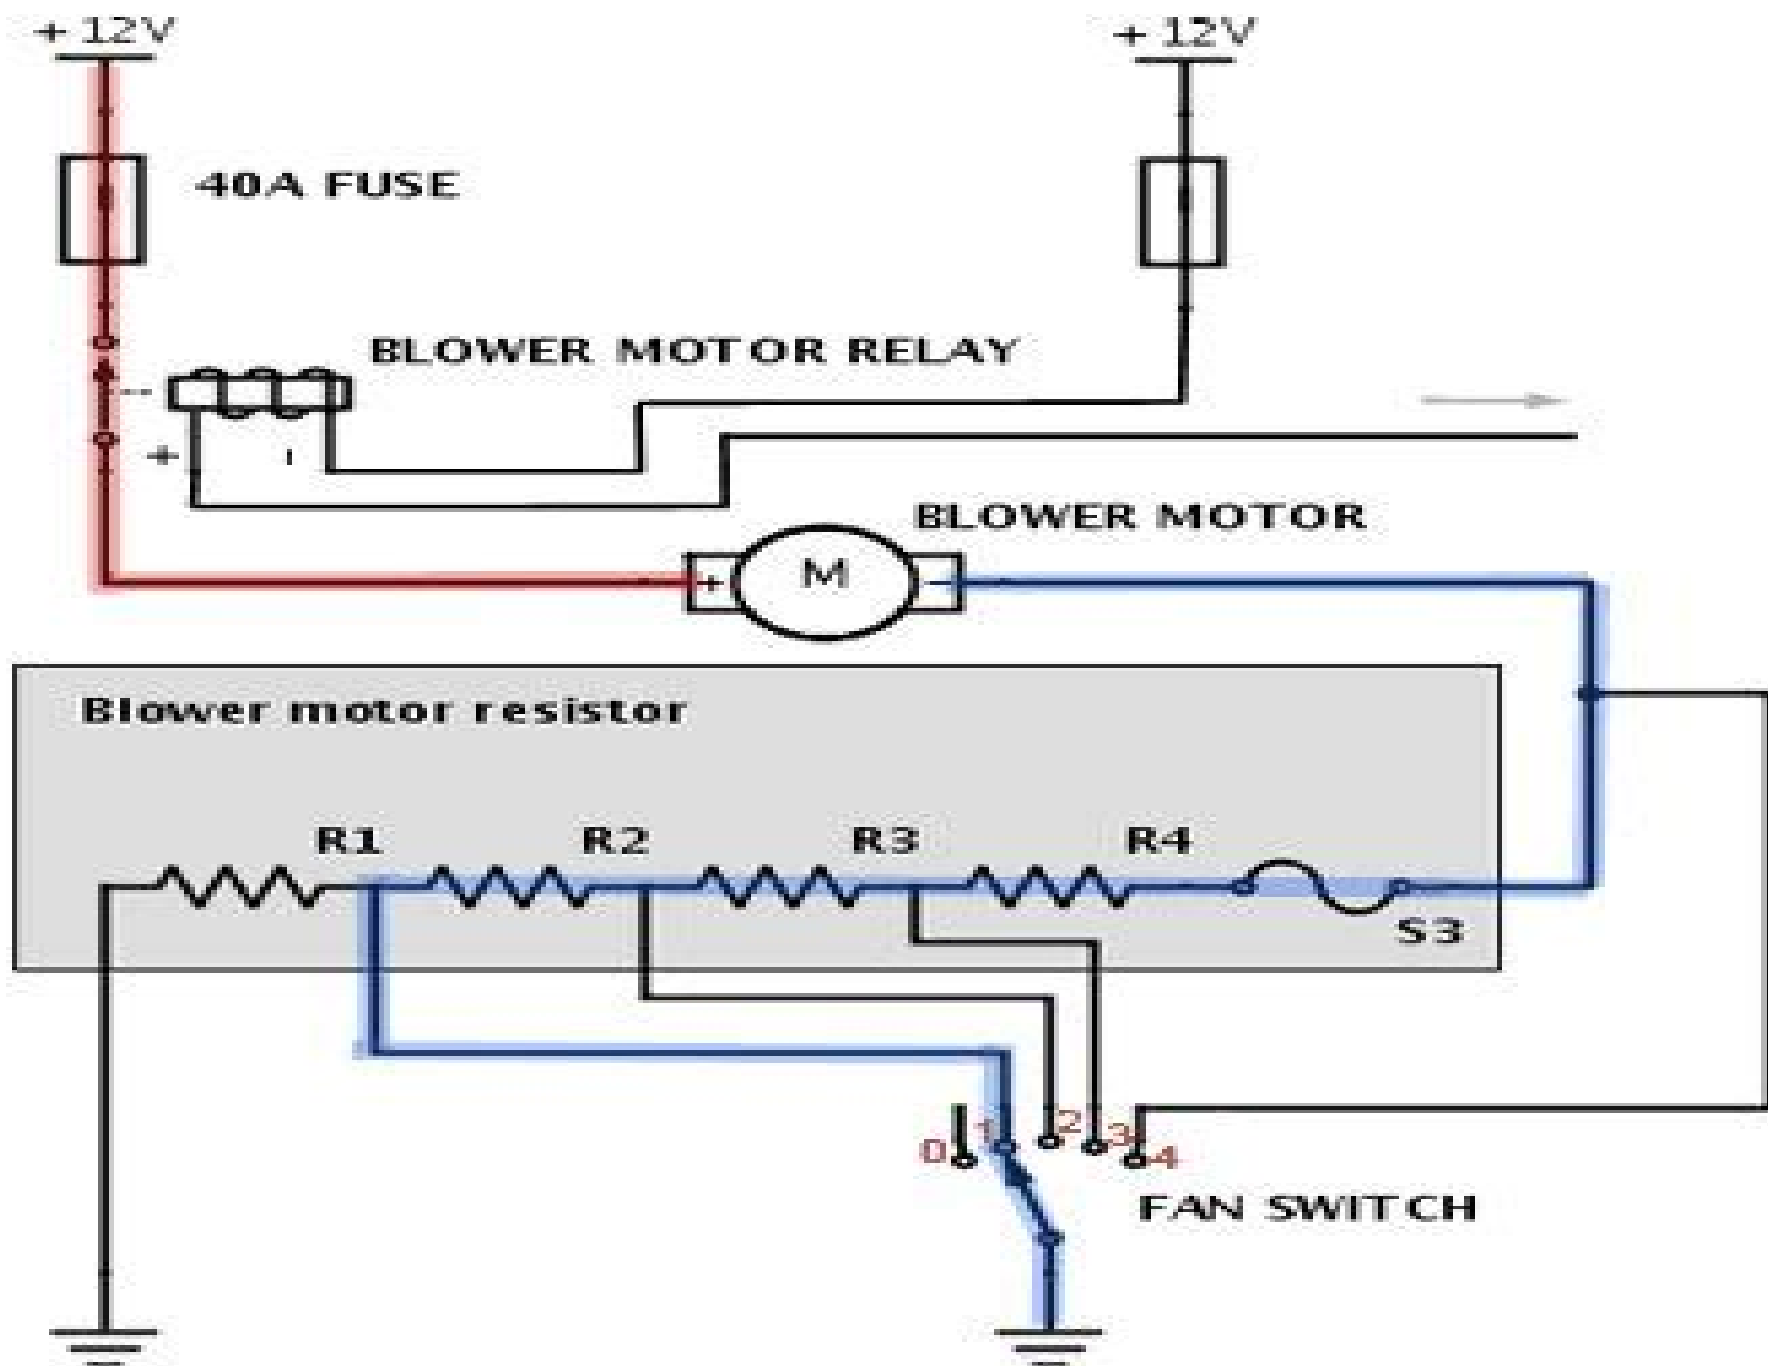 + 12V
+ 12V
40A FUSE
BLOWER MOTOR RELAY
--
+
-
BLOWER MOTOR
+ M -
Blower motor resistor
R1 R2 R3 R4
S3
0 1 2 3 4
FAN SWITCH